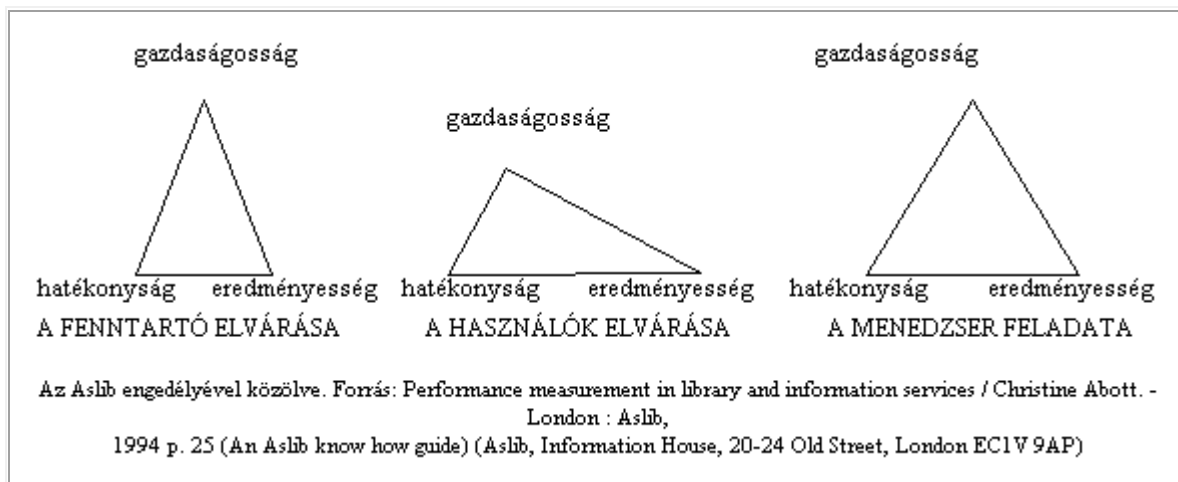 gazdaságosság
gazdaságosság
gazdaságosság
hatékonyság eredményesség hatékonyság eredményesség hatékonyság eredményesség
A FENNTARTÓ ELVÁRÁSA A HASZNÁLÓK ELVÁRÁSA A MENEDZSER FELADATA
Az Aslib engedélyével közölve. Forrás: Performance measurement in library and information services / Christine Abott. -
London : Aslib,
1994 p. 25 (An Aslib know how guide) (Aslib, Information House, 20-24 Old Street, London EC1V 9AP)